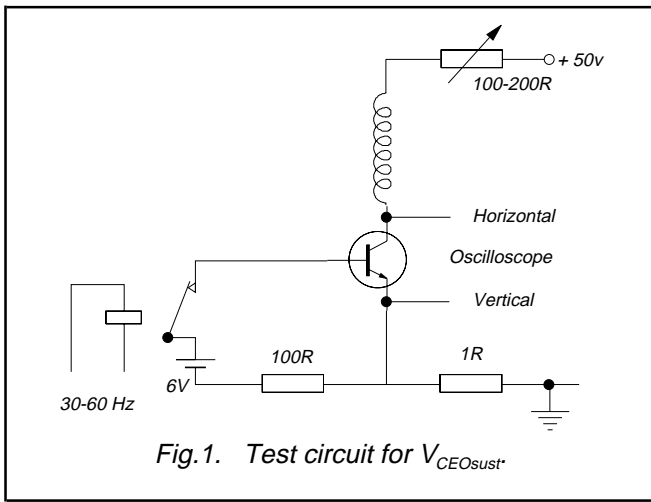 + 50v
100-200R
Horizontal
Oscilloscope
Vertical
100R
1R
6V
30-60 Hz
Fig.1. Test circuit for VCEOsust.